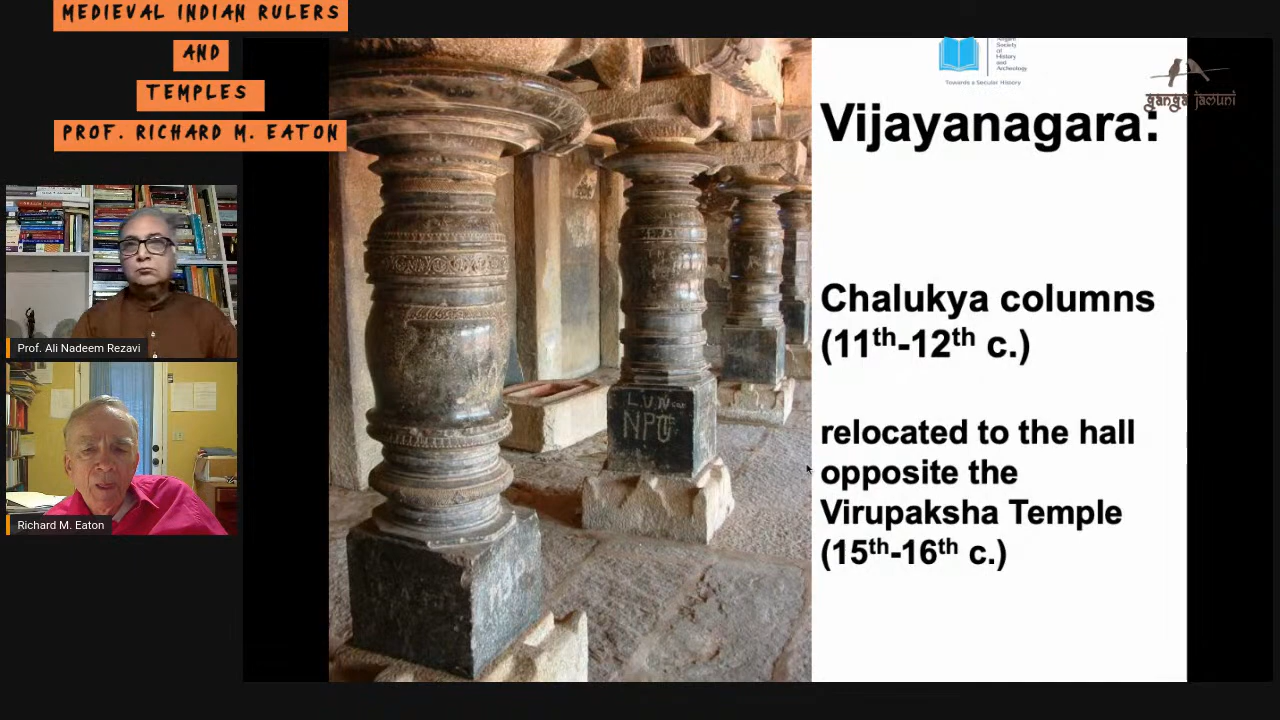 MEDIEVAL INDIAN RULERS
AND
TEMPLES
PROF. RICHARD M. EATON
Prof. Ali Nadeem Rezavi
Richard M. Eaton
Society
of
History
and
Archeology
Towards a Secular History
ganga jamuni
Vijayanagara:
Chalukya columns
(11th-12th c.)
relocated to the hall
opposite the
Virupaksha Temple
(15th-16th c.)
L.V.N
NPG